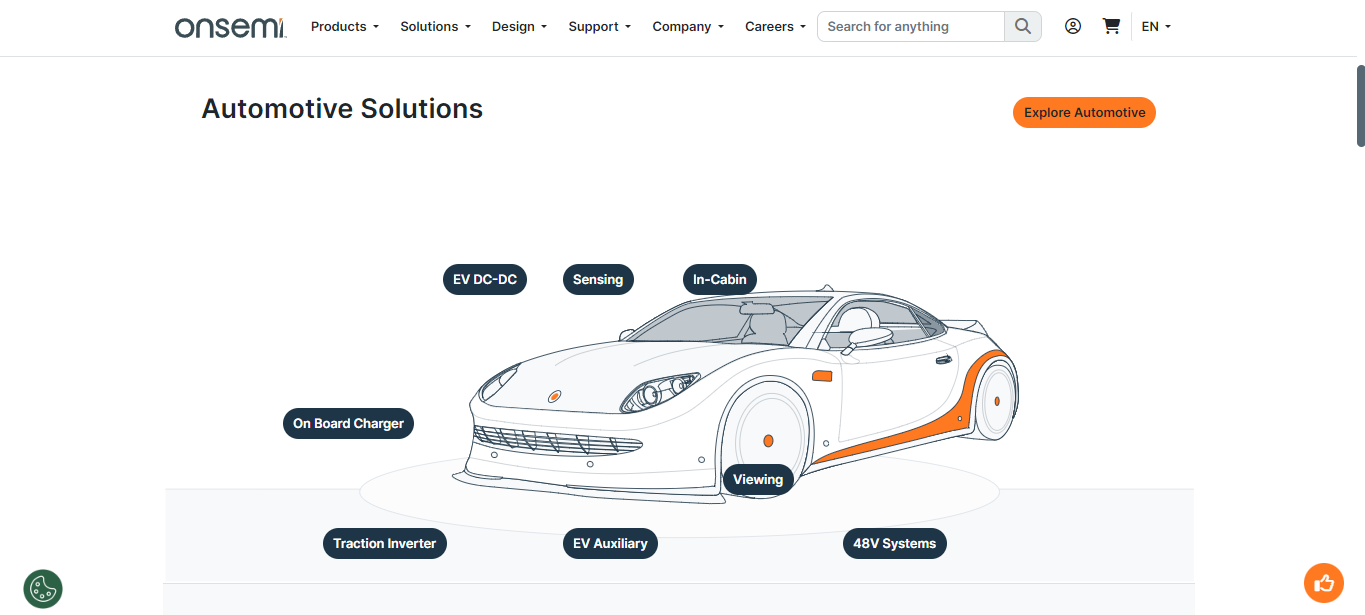 onsemi
Products
Solutions
Design
Support
Company
Careers
Search for anything
EN
Automotive Solutions
Explore Automotive
EV DC-DC
Sensing
In-Cabin
On Board Charger
Viewing
Traction Inverter
EV Auxiliary
48V Systems